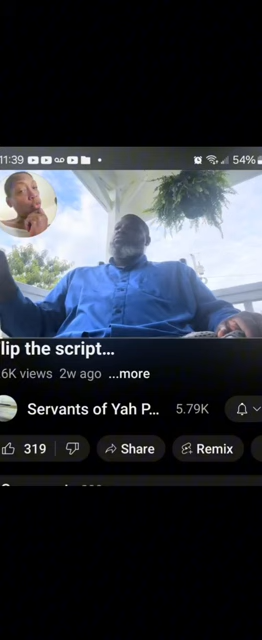 11:39 54%
lip the script...
6K views 2w ago ...more
Servants of Yah P... 5.79K
319 Share Remix